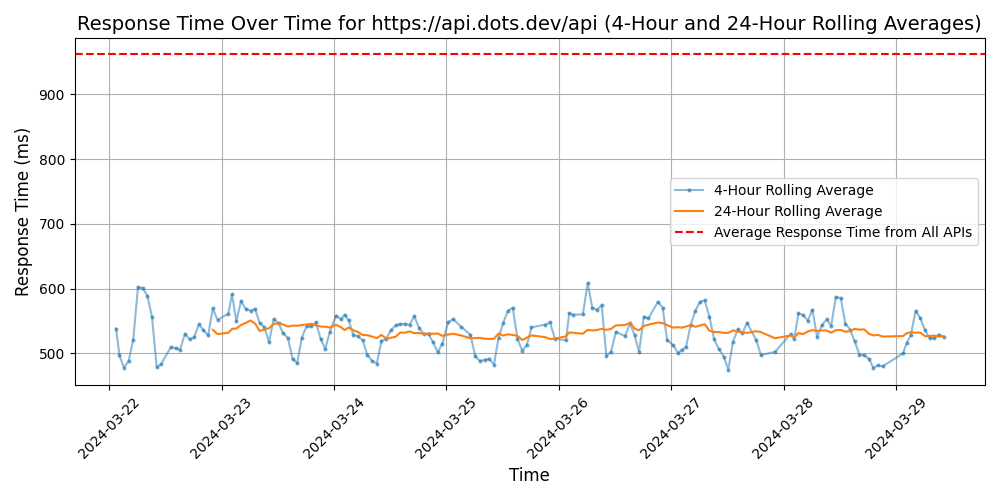 Response Time Over Time for https://api.dots.dev/api (4-Hour and 24-Hour Rolling Averages)
Response Time (ms)
900
800
700
600
500
4-Hour Rolling Average
24-Hour Rolling Average
Average Response Time from All APIs
2024-03-22
2024-03-23
2024-03-24
2024-03-25
2024-03-26
2024-03-27
2024-03-28
2024-03-29
Time